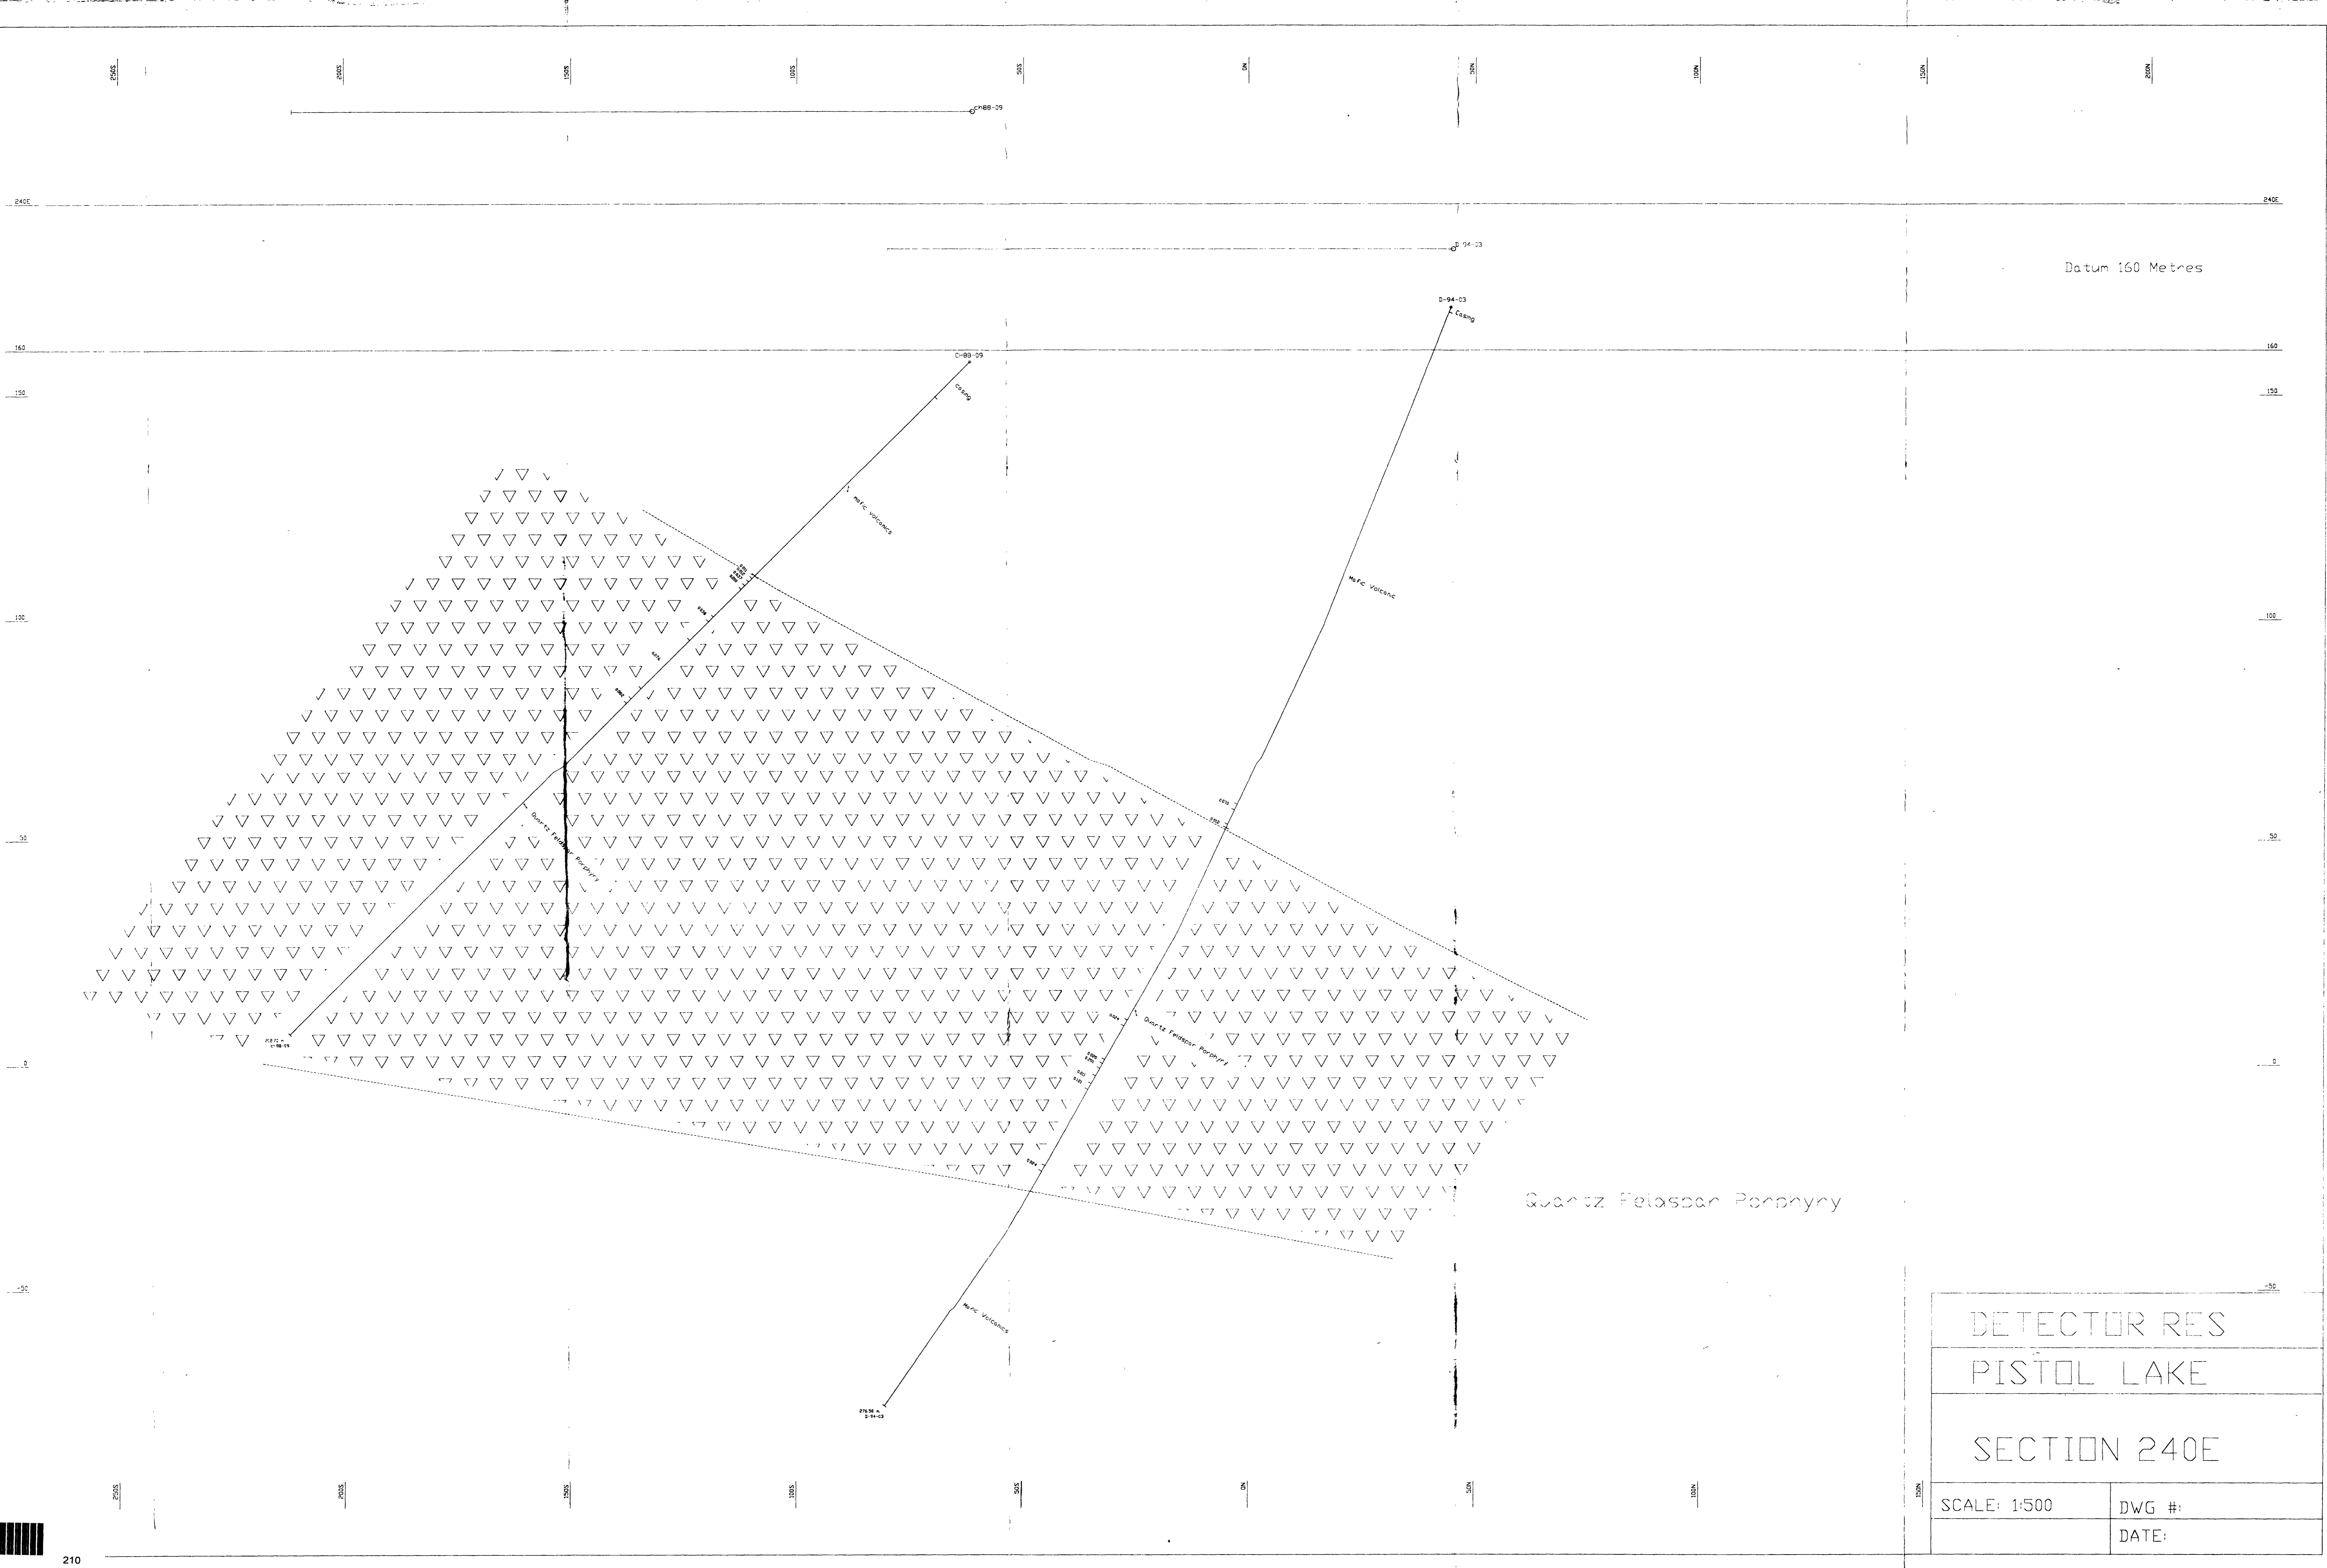 250S
200S
150S
100S
50S
0N
50N
100N
150N
200N
ch88-09
240E
240E
D 94-03
Datum 160 Metres
D-94-03
Casing
160
160
CH88-09
150
150
casing
Mafic volcanics
Mafic Volcanic
100
100
50
50
Quartz Feldspar Porphyry
Quartz Feldspar Porphyry
0
0
Quartz Feldspar Porphyry
-50
-50
Mafic Volcanics
D-94-03
DETECTOR RES
PISTOL LAKE
SECTION 240E
SCALE: 1:500
DWG #:
DATE:
250S
200S
150S
100S
50S
0N
50N
100N
150N
210